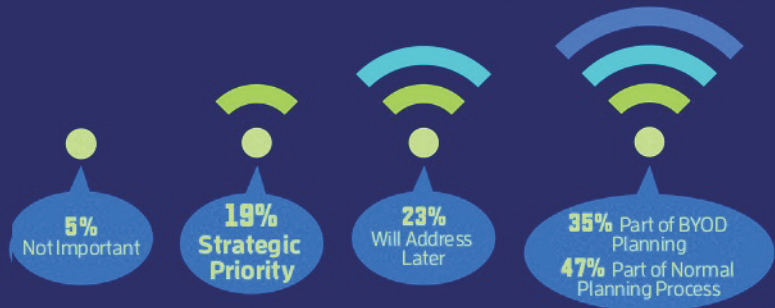 5%
Not Important
19%
Strategic
Priority
23%
Will Address
Later
35% Part of BYOD
Planning
47% Part of Normal
Planning Process